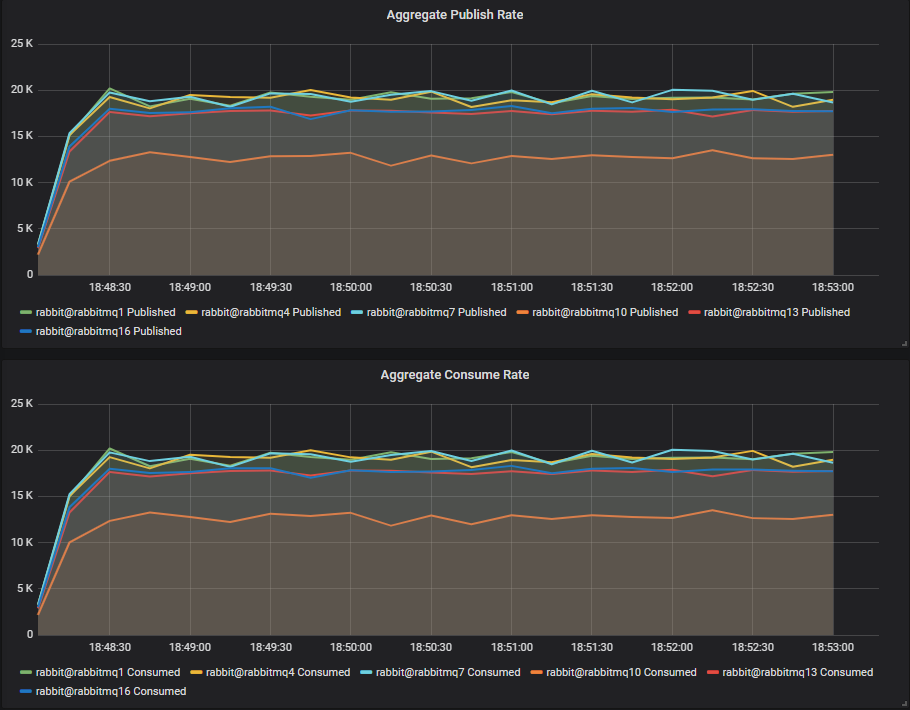 Aggregate Publish Rate
25 K
20 K
15 K
10 K
5 K
0
18:48:30 18:49:00 18:49:30 18:50:00 18:50:30 18:51:00 18:51:30 18:52:00 18:52:30 18:53:00
rabbit@rabbitmq1 Published rabbit@rabbitmq4 Published rabbit@rabbitmq7 Published rabbit@rabbitmq10 Published rabbit@rabbitmq13 Published
rabbit@rabbitmq16 Published
Aggregate Consume Rate
25 K
20 K
15 K
10 K
5 K
0
18:48:30 18:49:00 18:49:30 18:50:00 18:50:30 18:51:00 18:51:30 18:52:00 18:52:30 18:53:00
rabbit@rabbitmq1 Consumed rabbit@rabbitmq4 Consumed rabbit@rabbitmq7 Consumed rabbit@rabbitmq10 Consumed rabbit@rabbitmq13 Consumed
rabbit@rabbitmq16 Consumed